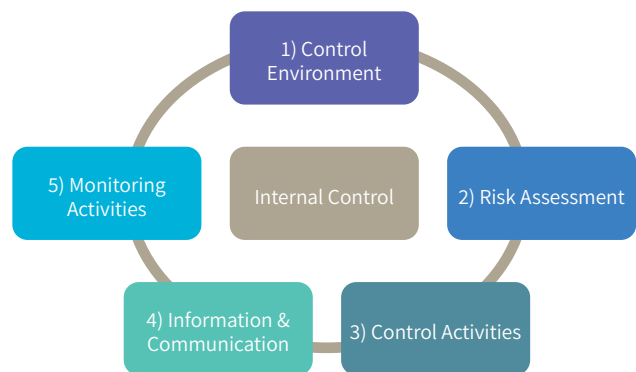 1) Control
Environment
5) Monitoring
Activities
Internal Control
2) Risk Assessment
4) Information &
Communication
3) Control Activities